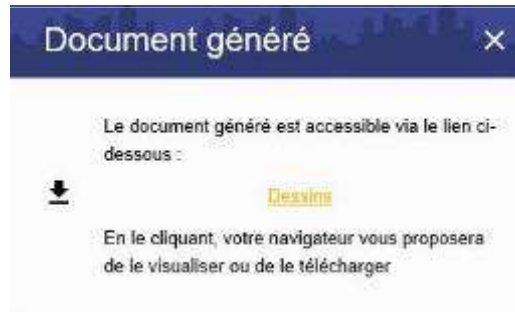 Document généré
Le document généré est accessible via le lien ci-
dessous :
Dessins
En le cliquant, votre navigateur vous proposera
de le visualiser ou de le télécharger